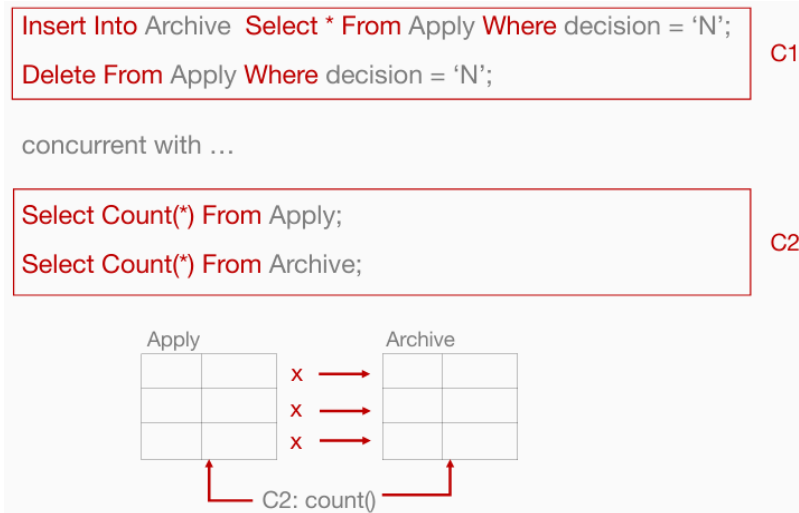 Insert Into Archive  Select * From Apply Where decision = ‘N’;
C1
Delete From Apply Where decision = ‘N’;
concurrent with …
Select Count(*) From Apply;
C2
Select Count(*) From Archive;
Apply
Archive
x
x
x
C2: count()